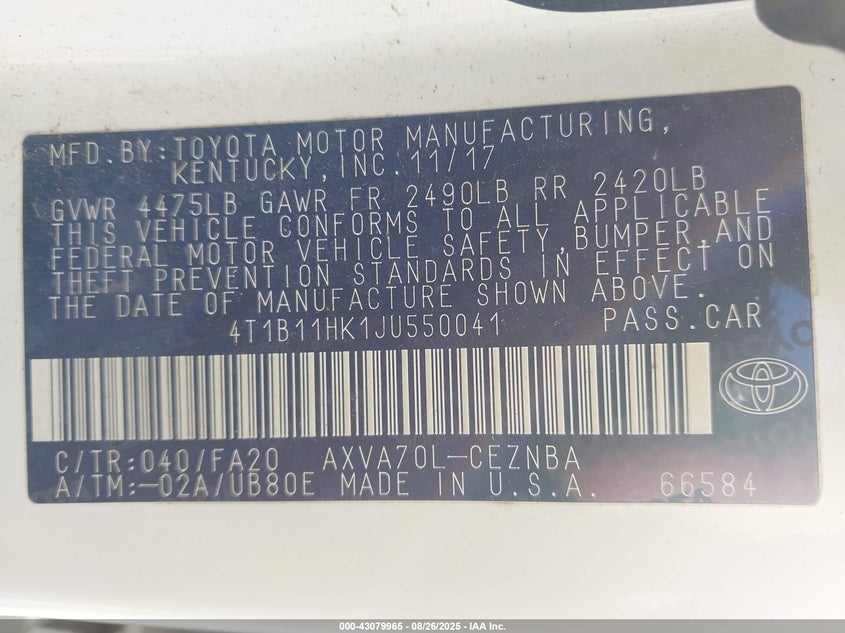 MFD.BY:TOYOTA MOTOR MANUFACTURING,
KENTUCKY,INC. 11/17
GVWR 4475LB GAWR FR 2490LB RR 2420LB
THIS VEHICLE CONFORMS TO ALL APPLICABLE
FEDERAL MOTOR VEHICLE SAFETY,BUMPER,AND
THEFT PREVENTION STANDARDS IN EFFECT ON
THE DATE OF MANUFACTURE SHOWN ABOVE.
4T1B11HK1JU550041 PASS.CAR
C/TR:040/FA20 AXVA70L-CEZNBA
A/TM:-02A/UB80E MADE IN U.S.A. 66584
000-43079965 - 08/26/2025 - IAA Inc.